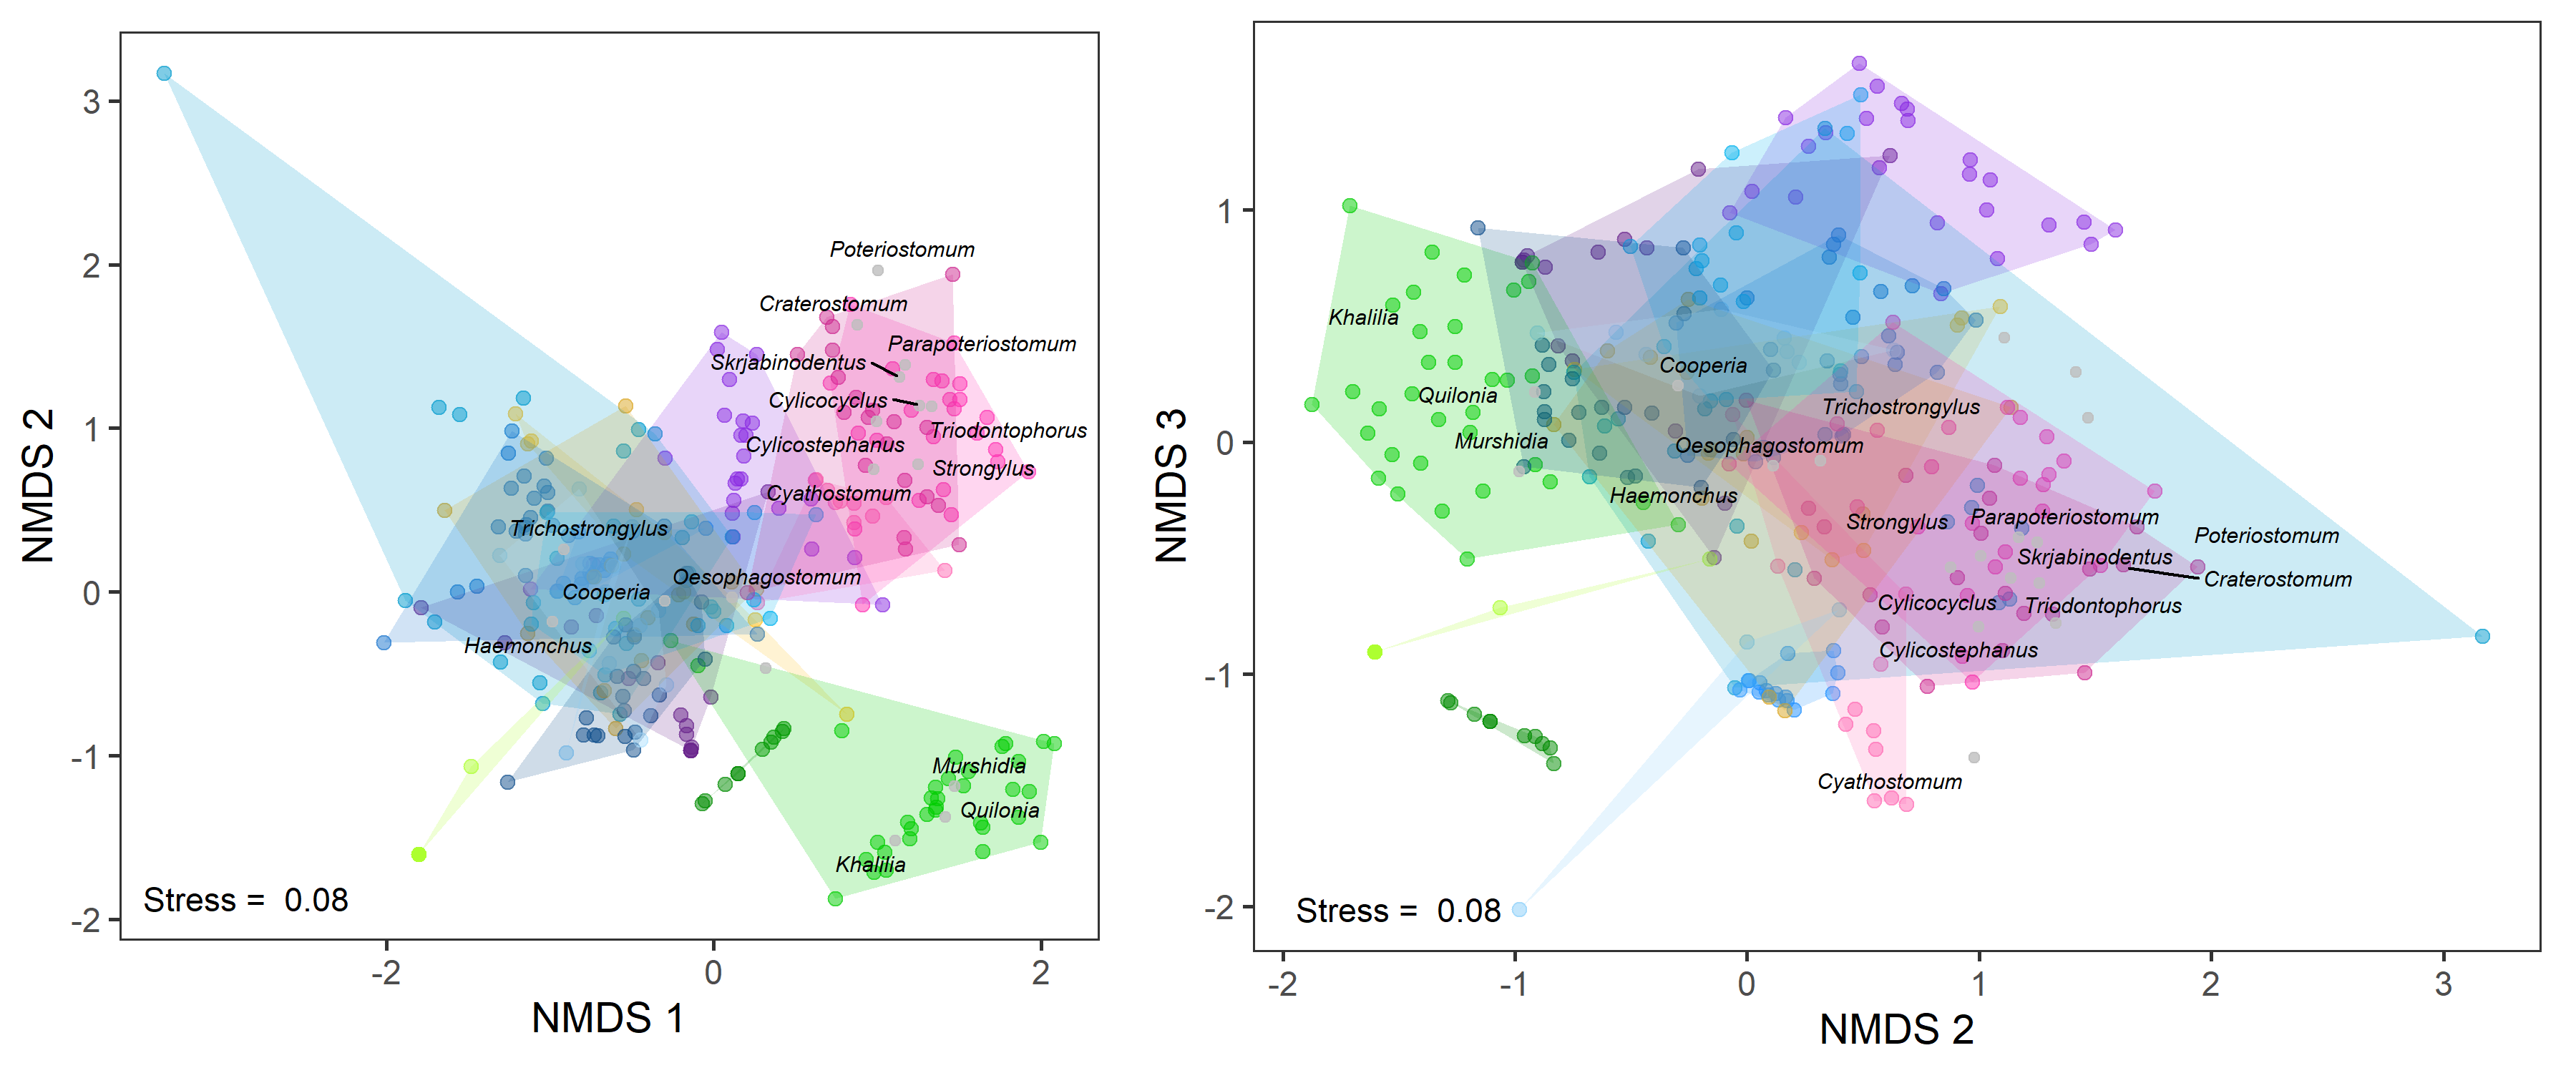 3
2
1
0
-1
-2
-2
0
2
NMDS 1
NMDS 2
Poteriostomum
Craterostomum
Parapoteriostomum
Skrjabinodentus
Cylicocyclus
Triodontophorus
Cylicostephanus
Strongylus
Cyathostomum
Trichostrongylus
Oesophagostomum
Cooperia
Haemonchus
Murshidia
Quilonia
Khalilia
Stress = 0.08
1
0
-1
-2
-2
-1
0
1
2
3
NMDS 2
NMDS 3
Khalilia
Cooperia
Quilonia
Trichostrongylus
Murshidia
Oesophagostomum
Haemonchus
Strongylus
Parapoteriostomum
Poteriostomum
Skrjabinodentus
Craterostomum
Cylicocyclus
Triodontophorus
Cylicostephanus
Cyathostomum
Stress = 0.08